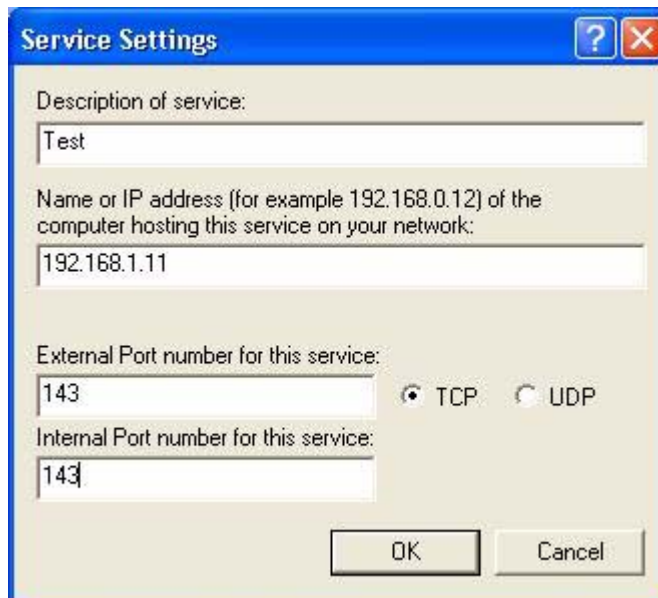 Service Settings
Description of service:
Test
Name or IP address (for example 192.168.0.12) of the
computer hosting this service on your network:
192.168.1.11
External Port number for this service:
143 TCP UDP
Internal Port number for this service:
143
OK Cancel